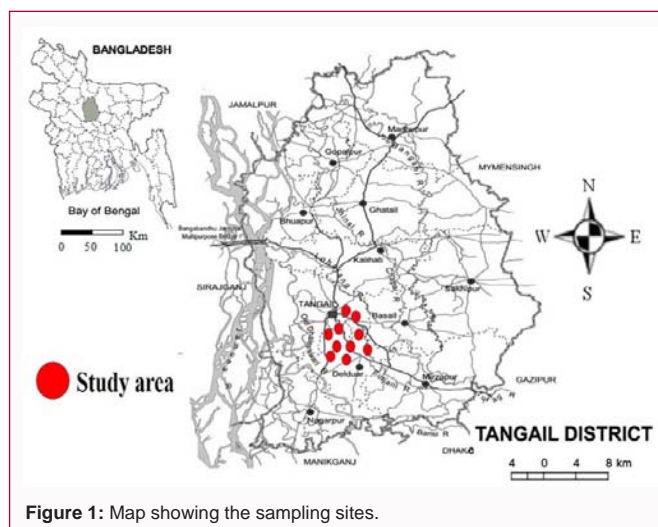 BANGLADESH
Bay of Bengal
0 50 100
Km
JAMALPUR
Madhupur
Gopalpur
MYMENSINGH
Bhuapur
Ghatail
N
W E
S
Kalihati
SIRAJGANJ
Sakhipur
TANGAIL
Basail
Study area
Delduar
Mirzapur
GAZIPUR
Nagarpur
MANIKGANJ
DHAKA
TANGAIL DISTRICT
4 0 4 8 km
Figure 1: Map showing the sampling sites.